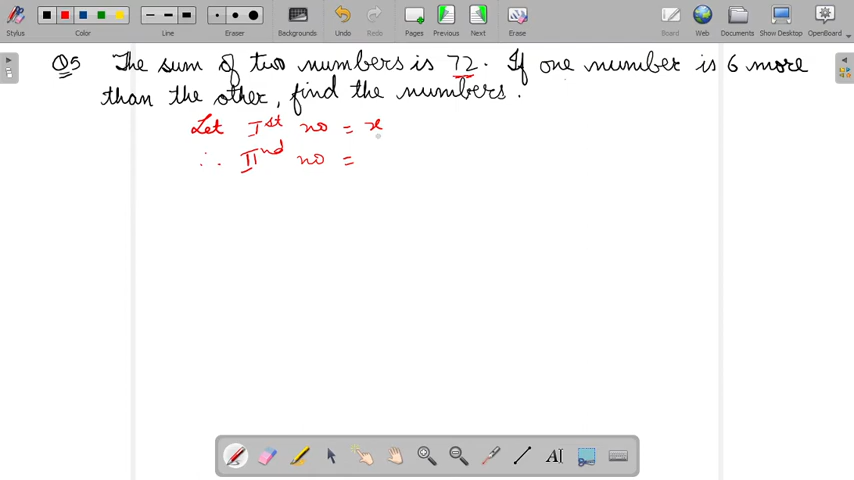 Stylus
Color
Line
Eraser
Backgrounds
Undo
Redo
Pages
Previous
Next
Erase
Board
Web
Documents
Show Desktop
OpenBoard
Q5 The sum of two numbers is 72. If one number is 6 more
than the other, find the numbers.
Let Ist no = x
∴ IInd no =